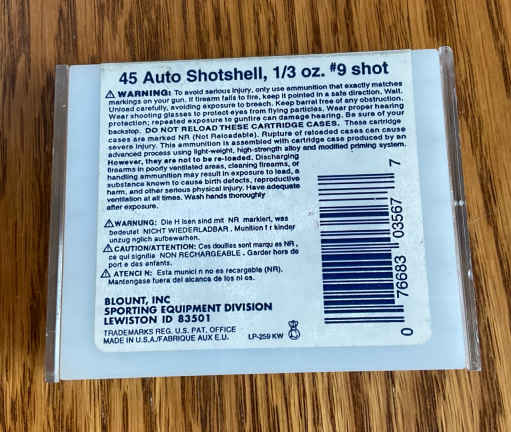 45 Auto Shotshell, 1/3 oz. #9 shot
⚠WARNING: To avoid serious injury, only use ammunition that exactly matches
markings on your gun. If firearm fails to fire, keep it pointed in a safe direction, Wait,
Unload carefully, avoiding exposure to breech. Keep barrel free of any obstruction.
Wear shooting glasses to protect eyes from flying particles. Wear proper hearing
protection; repeated exposure to gunfire can damage hearing. Be sure of your
backstop. DO NOT RELOAD THESE CARTRIDGE CASES. These cartridge
cases are marked NR (Not Reloadable). Rupture of reloaded cases can cause
severe injury. This ammunition is assembled with cartridge case produced by an
advanced process using light-weight, high-strength alloy and modified priming system.
However, they are not to be re-loaded. Discharging
firearms in poorly ventilated areas, cleaning firearms, or
handling ammunition may result in exposure to lead, a
substance known to cause birth defects, reproductive
harm, and other serious physical injury. Have adequate
ventilation at all times. Wash hands thoroughly
after exposure.
⚠WARNUNG: Die H lsen sind mit NR markiert, was
bedeutet NICHT WIEDERLADBAR. Munition f r kinder
unzug nglich aufbewahren.
⚠CAUTION/ATTENTION: Ces douilles sont marqu es NR,
ce qui signifia NON RECHARGEABLE. Garder hors de
port e des enfants.
⚠ATENCI N: Esta munici n no es recargable (NR).
Mantengase fuera del alcance de los ni os.
BLOUNT, INC
SPORTING EQUIPMENT DIVISION
LEWISTON ID 83501
TRADEMARKS REG. U.S. PAT. OFFICE
MADE IN U.S.A./FABRIQUE AUX E.U.
LP-259 KW
0 76683 03567 7